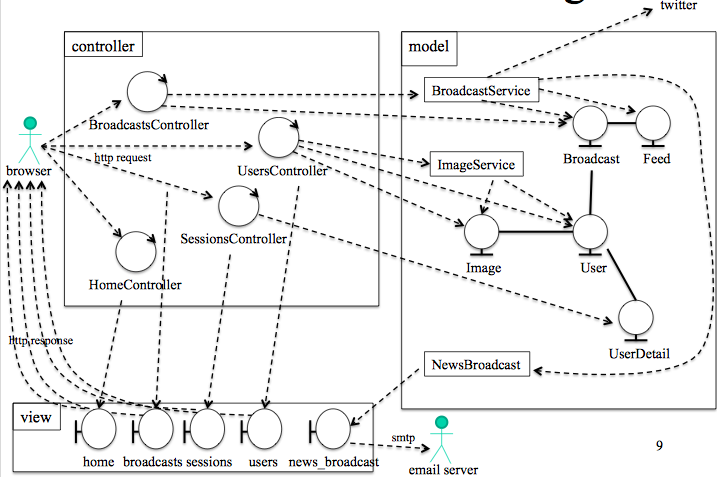 twitter
controller
model
BroadcastService
BroadcastsController
browser
http request
UsersController
ImageService
Broadcast
Feed
SessionsController
Image
User
HomeController
http response
UserDetail
NewsBroadcast
view
home
broadcasts
sessions
users
news_broadcast
smtp
email server
9